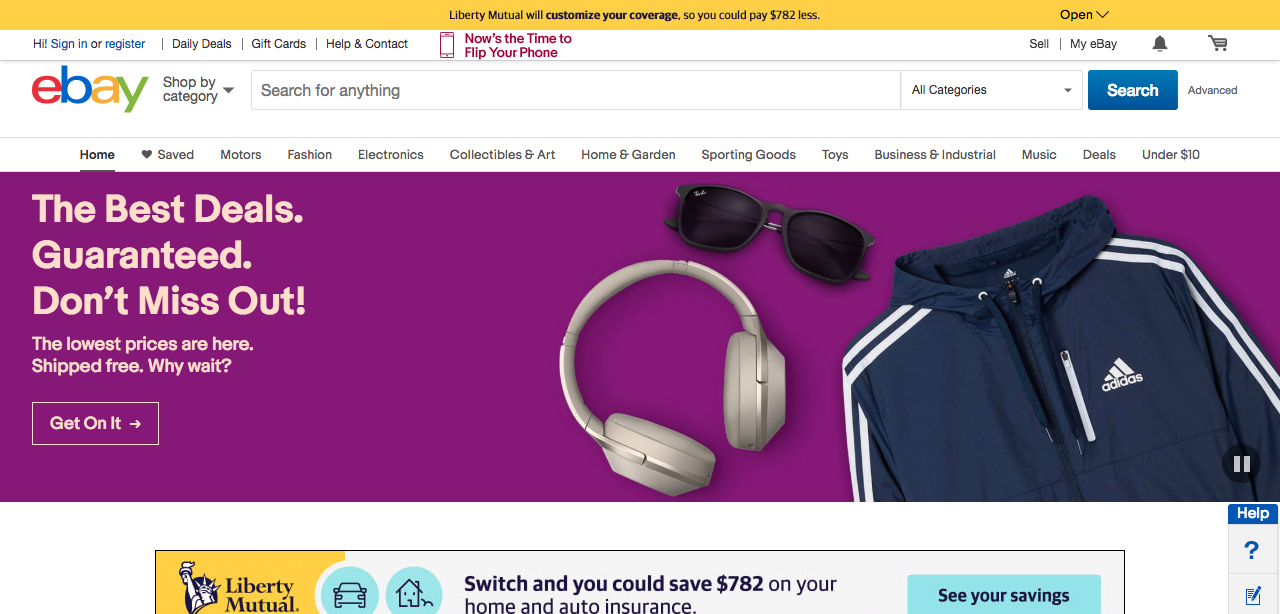 Liberty Mutual will customize your coverage, so you could pay $782 less.
Open
Hi! Sign in or register
Daily Deals
Gift Cards
Help & Contact
Now's the Time to
Flip Your Phone
Sell
My eBay
ebay
Shop by
category
Search for anything
All Categories
Search
Advanced
Home
Saved
Motors
Fashion
Electronics
Collectibles & Art
Home & Garden
Sporting Goods
Toys
Business & Industrial
Music
Deals
Under $10
The Best Deals.
Guaranteed.
Don't Miss Out!
The lowest prices are here.
Shipped free. Why wait?
Get On It →
Ray-Ban
adidas
Help
?
Liberty
Mutual.
Switch and you could save $782 on your
home and auto insurance.
See your savings